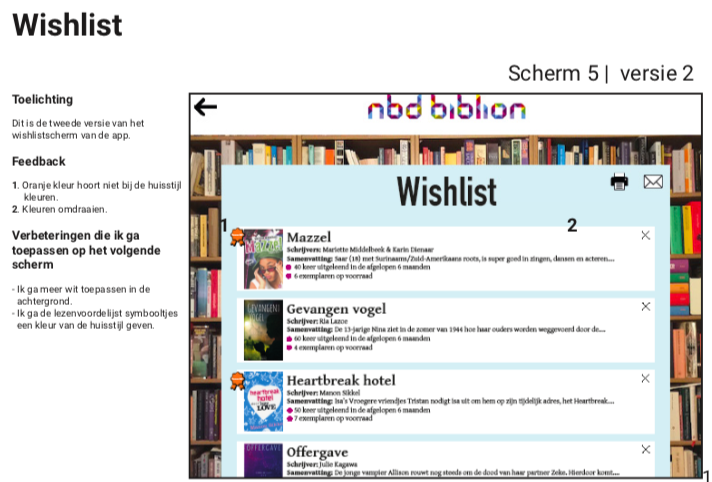 Wishlist
Scherm 5 | versie 2
Toelichting
Dit is de tweede versie van het
wishlistscherm van de app.
Feedback
1. Oranje kleur hoort niet bij de huisstijl
kleuren.
2. Kleuren omdraaien.
Verbeteringen die ik ga
toepassen op het volgende
scherm
- Ik ga meer wit toepassen in de
achtergrond.
- Ik ga de lezenvoordelijst symbooltjes
een kleur van de huisstijl geven.
nbd biblion
Wishlist
1
2
MAZZEL
Mazzel
Schrijvers: Mariette Middelbeek & Karin Dienaar
Samenvatting: Saar (18) met Surinaams/Zuid-Amerikaans roots, is super goed in zingen, dansen en acteren...
40 keer uitgeleend in de afgelopen 6 maanden
6 exemplaren op voorraad
GEVANGEN
VOGEL
Gevangen vogel
Schrijver: Ria Lazoe
Samenvatting: De 13-jarige Nina ziet in de zomer van 1944 hoe haar ouders worden weggevoerd door de...
60 keer uitgeleend in de afgelopen 6 maanden
4 exemplaren op voorraad
heartbreak
hotel
LOVE
Heartbreak hotel
Schrijver: Manon Sikkel
Samenvatting: Isa's Vroegere vriendjes Tristan nodigt isa uit om hem op zijn tijdelijk adres, het Heartbreak...
50 keer uitgeleend in de afgelopen 6 maanden
7 exemplaren op voorraad
OFFERGAVE
Offergave
Schrijver: Julie Kagawa
Samenvatting: De jonge vampier Allison rouwt nog steeds om de dood van haar partner Zeke. Hierdoor komt...
1